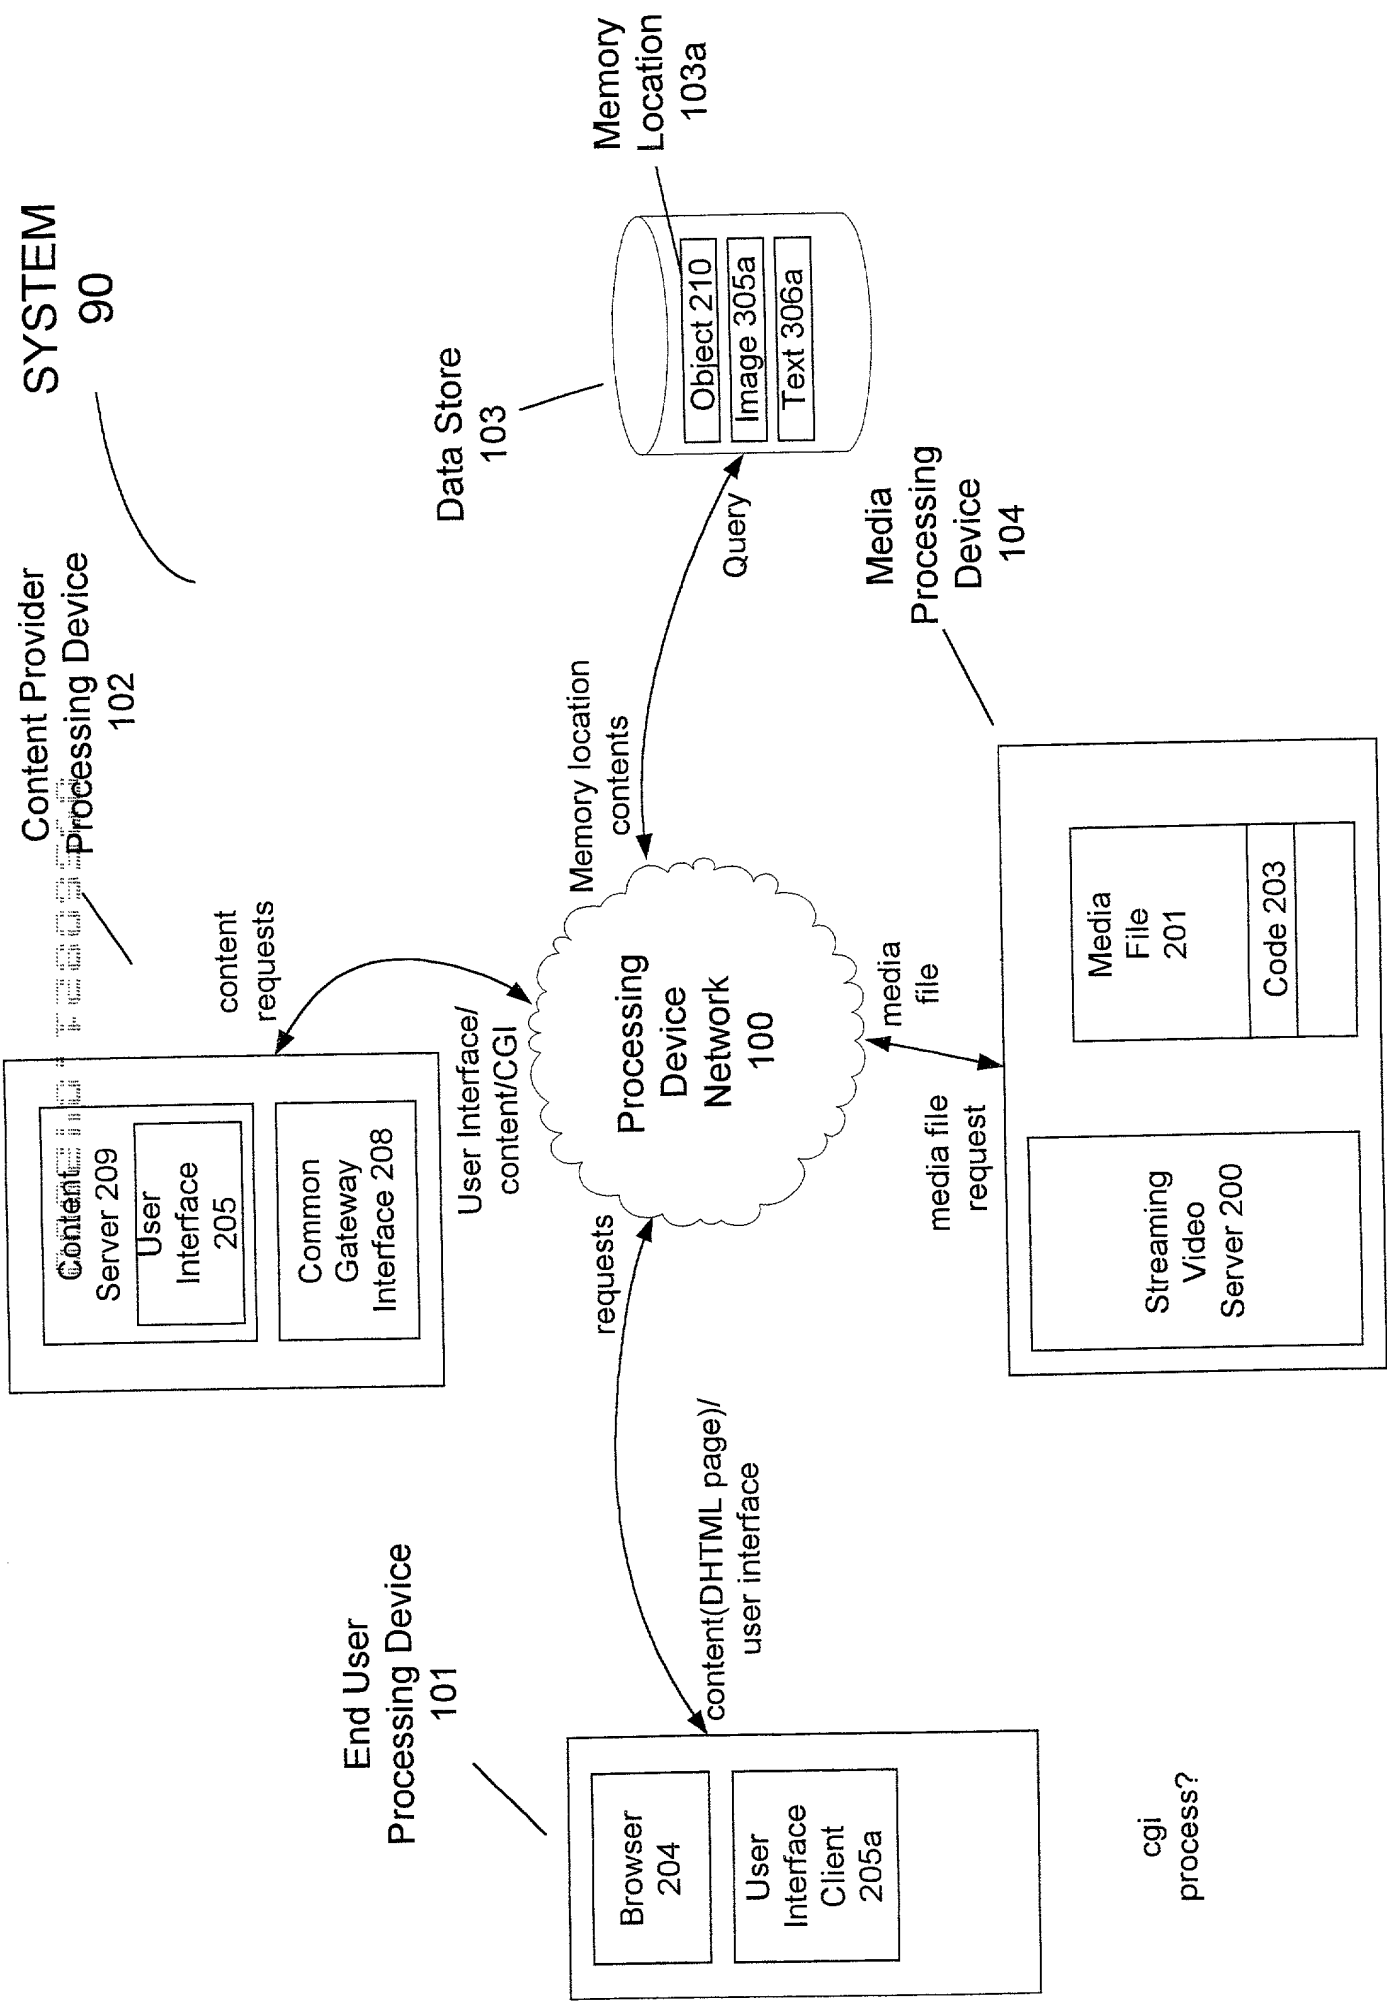 SYSTEM
90
Content Provider
Processing Device
102
Content
Server 209
User
Interface
205
Common
Gateway
Interface 208
content
requests
User Interface/
content/CGI
End User
Processing Device
101
Browser
204
User
Interface
Client
205a
requests
content(DHTML page)/
user interface
Processing
Device
Network
100
Memory location
contents
Query
Data Store
103
Memory
Location
103a
Object 210
Image 305a
Text 306a
media
file
media file
request
Media
Processing
Device
104
Streaming
Video
Server 200
Media
File
201
Code 203
cgi
process?